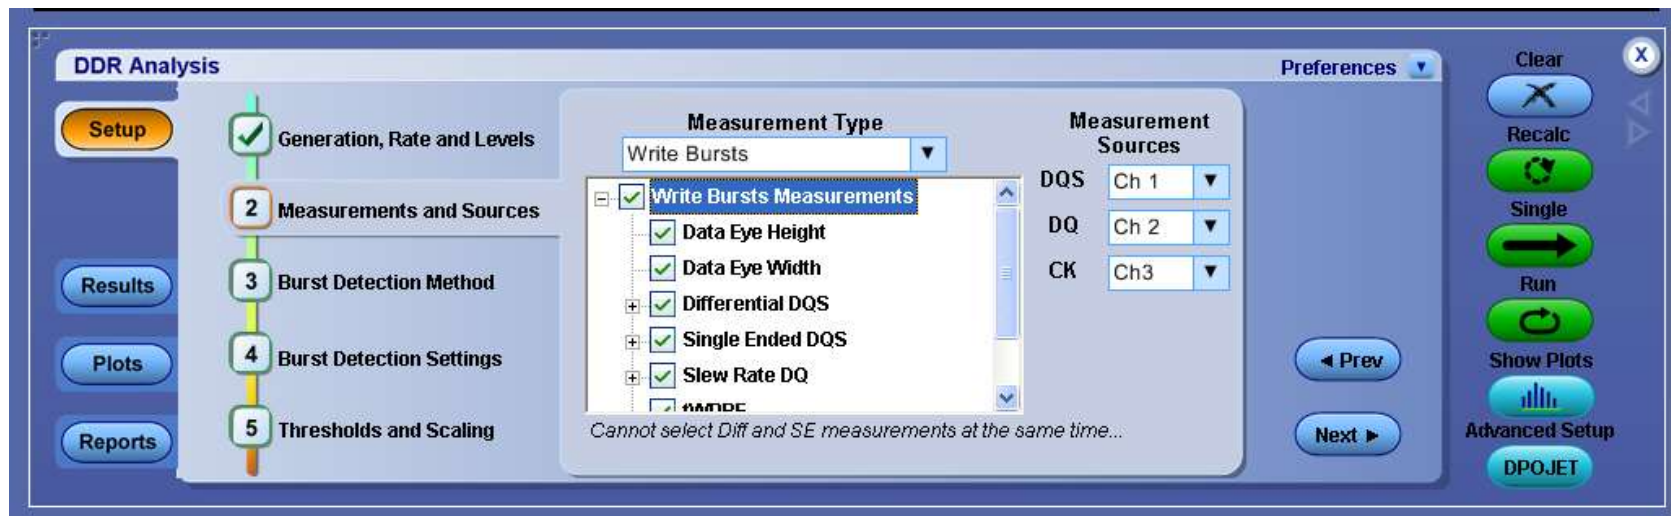 DDR Analysis
Preferences
Setup
Results
Plots
Reports
Generation, Rate and Levels
2 Measurements and Sources
3 Burst Detection Method
4 Burst Detection Settings
5 Thresholds and Scaling
Measurement Type
Write Bursts
Write Bursts Measurements
Data Eye Height
Data Eye Width
Differential DQS
Single Ended DQS
Slew Rate DQ
Cannot select Diff and SE measurements at the same time...
Measurement
Sources
DQS Ch 1
DQ Ch 2
CK Ch3
Prev
Next
Clear
X
Recalc
Single
Run
Show Plots
Advanced Setup
DPOJET